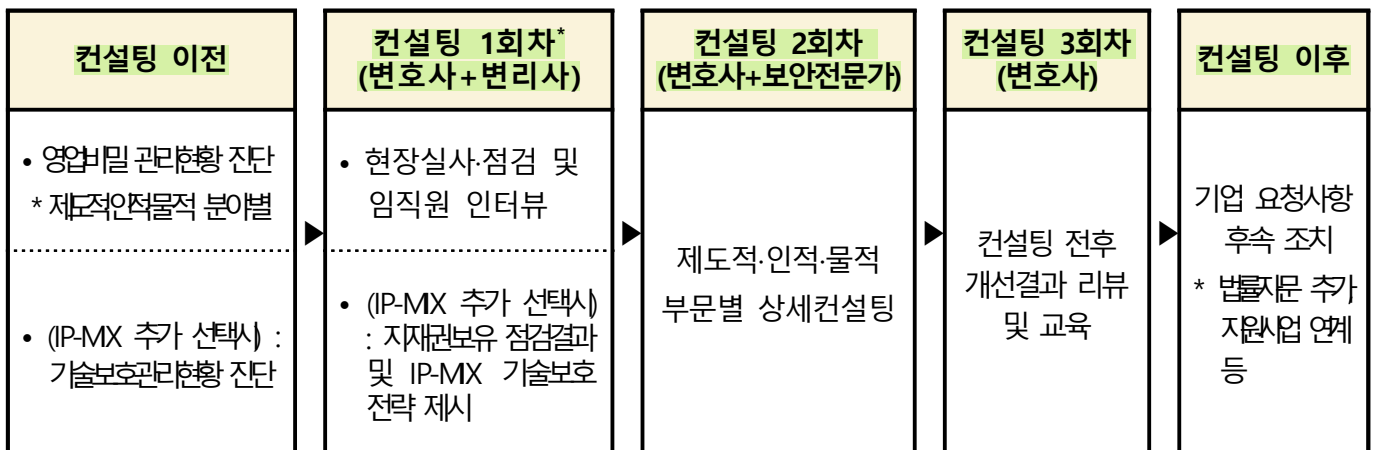 컨설팅 이전
컨설팅 1회차*
(변호사+변리사)
컨설팅 2회차
(변호사+보안전문가)
컨설팅 3회차
(변호사)
컨설팅 이후
• 영업비밀 관리현황 진단
* 제도적인적물적 분야별
• (IP-MIX 추가 선택시) :
기술보호관리현황 진단
▶
• 현장실사·점검 및
임직원 인터뷰
• (IP-MIX 추가 선택시)
: 지재권보유 점검결과
및 IP-MIX 기술보호
전략 제시
▶
제도적·인적·물적
부문별 상세컨설팅
▶
컨설팅 전후
개선결과 리뷰
및 교육
▶
기업 요청사항
후속 조치
* 법률자문 추가,
지원사업 연계
등